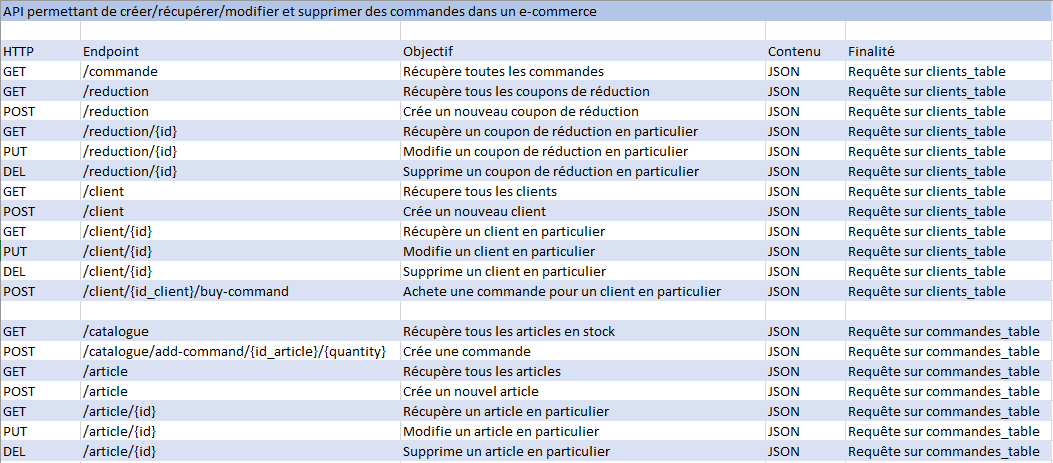 API permettant de créer/récupérer/modifier et supprimer des commandes dans un e-commerce
HTTP Endpoint Objectif Contenu Finalité
GET /commande Récupère toutes les commandes JSON Requête sur clients_table
GET /reduction Récupère tous les coupons de réduction JSON Requête sur clients_table
POST /reduction Crée un nouveau coupon de réduction JSON Requête sur clients_table
GET /reduction/{id} Récupère un coupon de réduction en particulier JSON Requête sur clients_table
PUT /reduction/{id} Modifie un coupon de réduction en particulier JSON Requête sur clients_table
DEL /reduction/{id} Supprime un coupon de réduction en particulier JSON Requête sur clients_table
GET /client Récupere tous les clients JSON Requête sur clients_table
POST /client Crée un nouveau client JSON Requête sur clients_table
GET /client/{id} Récupère un client en particulier JSON Requête sur clients_table
PUT /client/{id} Modifie un client en particulier JSON Requête sur clients_table
DEL /client/{id} Supprime un client en particulier JSON Requête sur clients_table
POST /client/{id_client}/buy-command Achete une commande pour un client en particulier JSON Requête sur clients_table
GET /catalogue Récupère tous les articles en stock JSON Requête sur commandes_table
POST /catalogue/add-command/{id_article}/{quantity} Crée une commande JSON Requête sur commandes_table
GET /article Récupère tous les articles JSON Requête sur commandes_table
POST /article Crée un nouvel article JSON Requête sur commandes_table
GET /article/{id} Récupère un article en particulier JSON Requête sur commandes_table
PUT /article/{id} Modifie un article en particulier JSON Requête sur commandes_table
DEL /article/{id} Supprime un article en particulier JSON Requête sur commandes_table